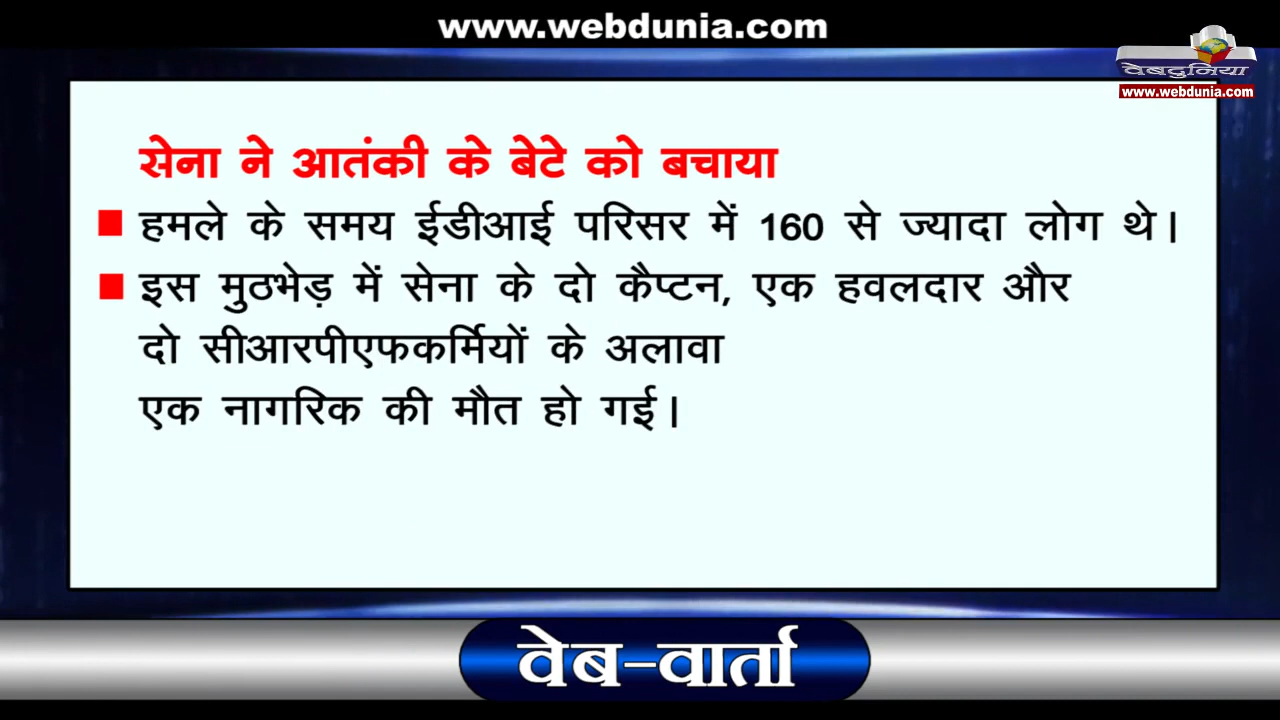 www.webdunia.com
वेबदुनिया
www.webdunia.com
सेना ने आतंकी के बेटे को बचाया
हमले के समय ईडीआई परिसर में 160 से ज्यादा लोग थे।
इस मुठभेड़ में सेना के दो कैप्टन, एक हवलदार और
दो सीआरपीएफकर्मियों के अलावा
एक नागरिक की मौत हो गई।
वेब-वार्ता